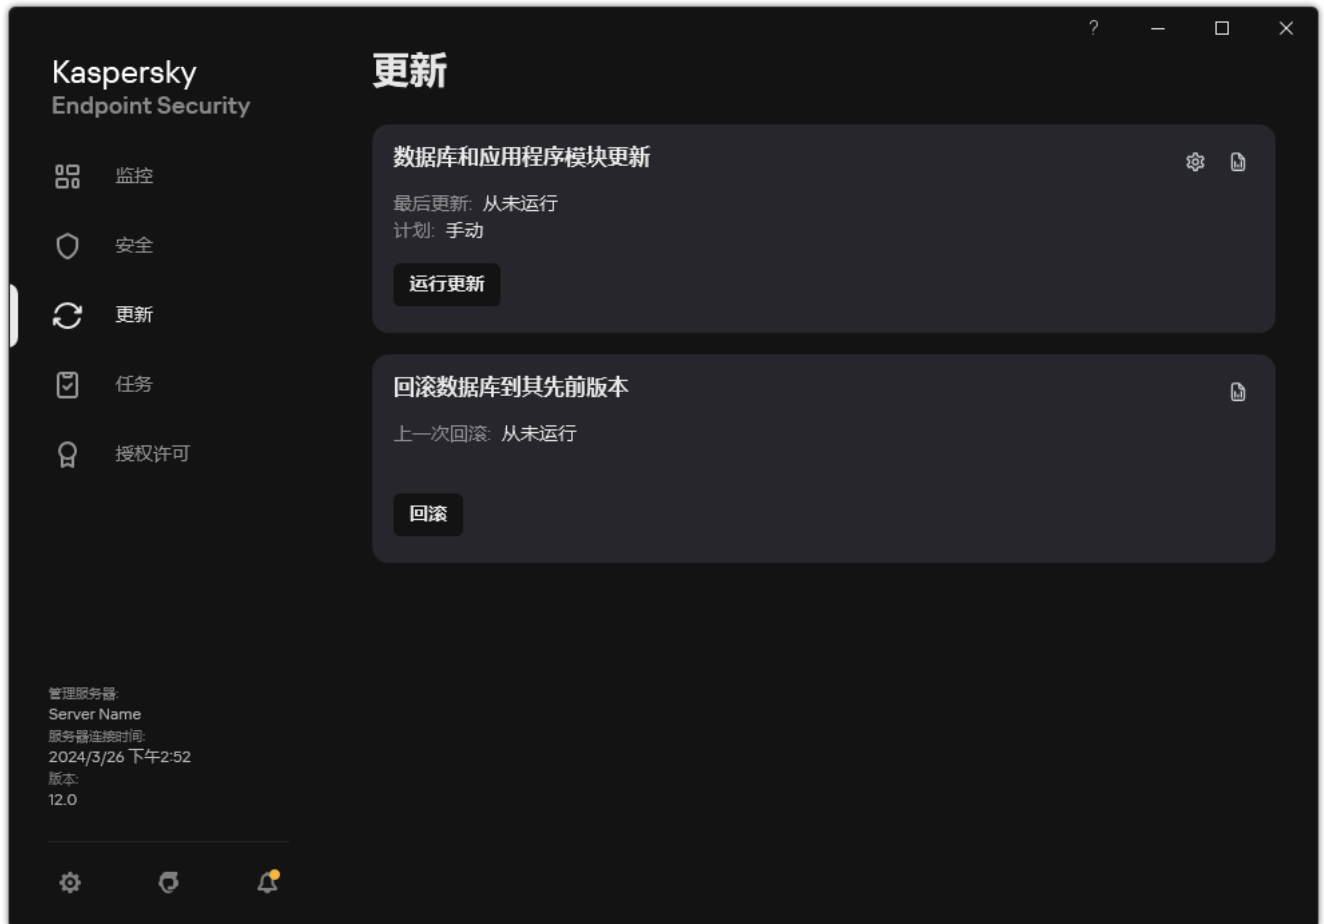 Kaspersky
Endpoint Security
监控
安全
更新
任务
授权许可
管理服务器:
Server Name
服务器连接时间:
2024/3/26 下午2:52
版本:
12.0
?
更新
数据库和应用程序模块更新
最后更新: 从未运行
计划: 手动
运行更新
回滚数据库到其先前版本
上一次回滚: 从未运行
回滚